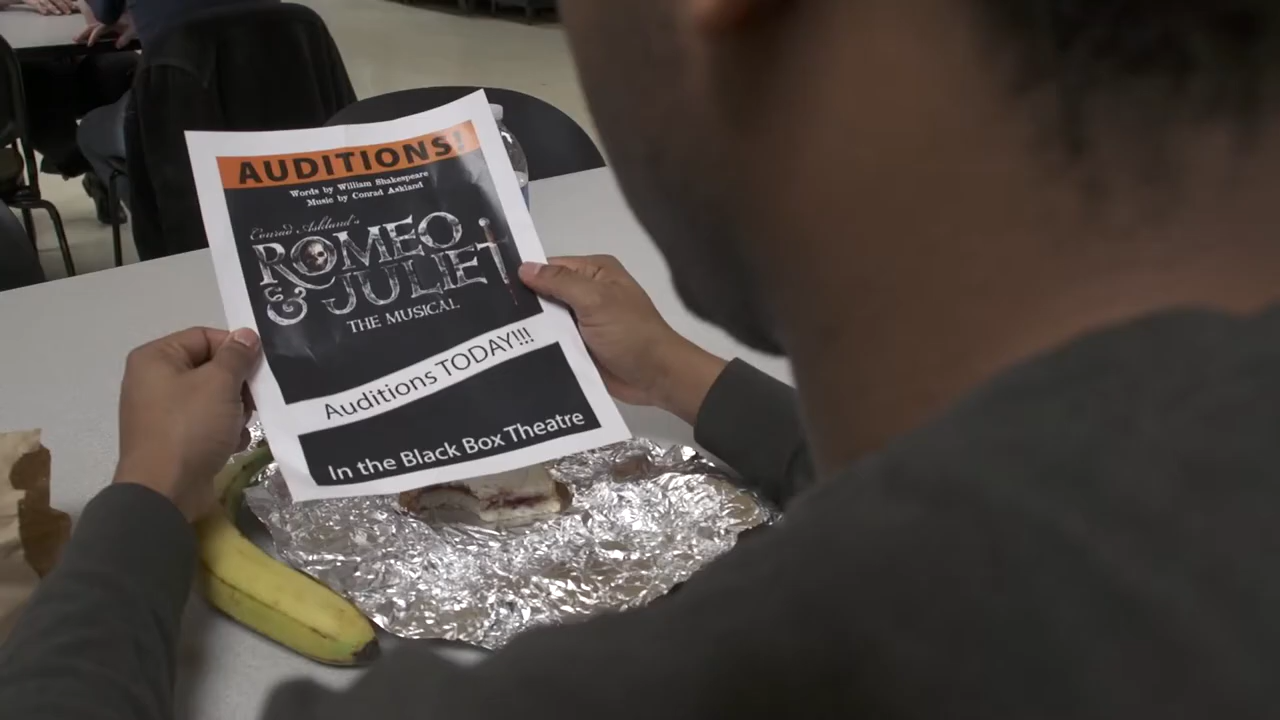 AUDITIONS!
Words by William Shakespeare
Music by Conrad Askland
Conrad Askland's
ROMEO
& JULIET
THE MUSICAL
Auditions TODAY!!!
In the Black Box Theatre